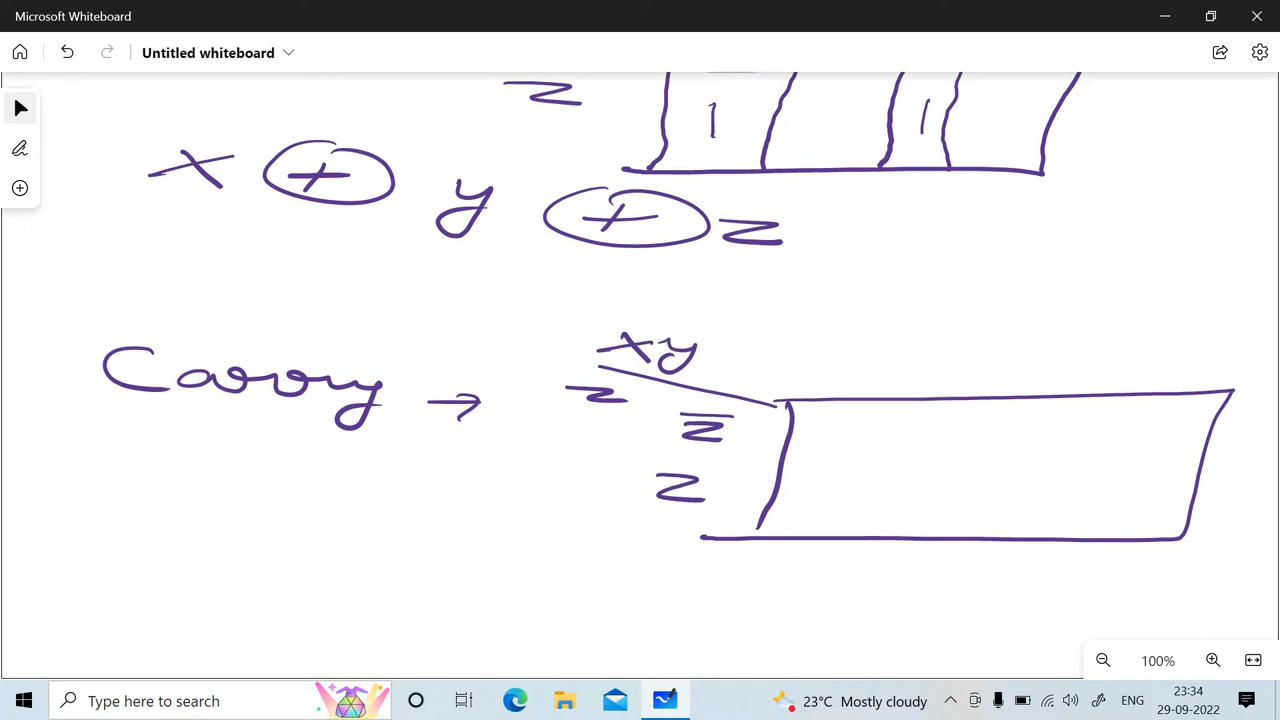 Microsoft Whiteboard
Untitled whiteboard
z
1 1
x ⊕ y ⊕ z
Carry → xy
z
z̅
z
100%
Type here to search
23°C Mostly cloudy
ENG
23:34
29-09-2022